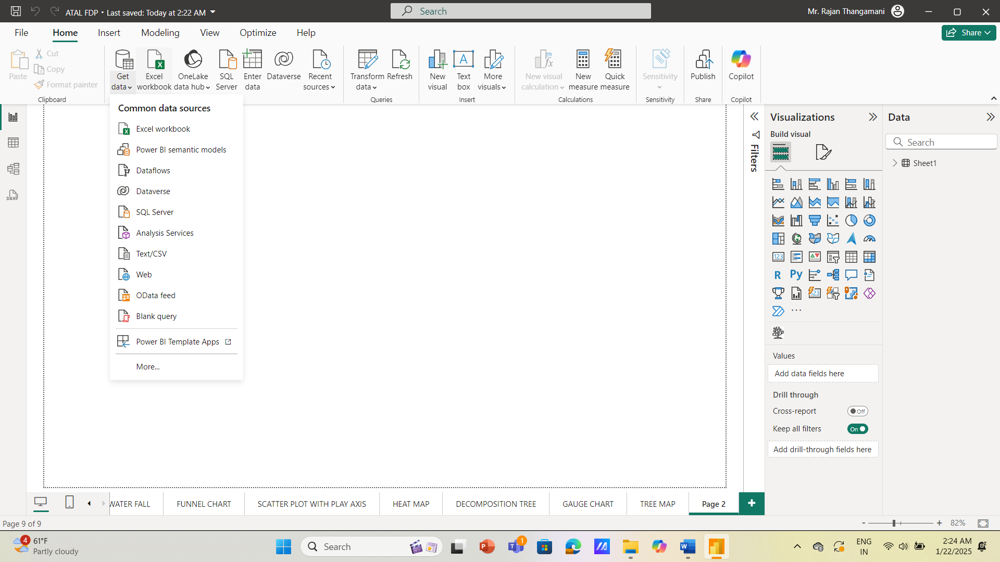 ATAL FDP • Last saved: Today at 2:22 AM
Search
Mr. Rajan Thangamani
File
Home
Insert
Modeling
View
Optimize
Help
Share
Paste
Cut
Copy
Format painter
Clipboard
Get
data
Excel
workbook
OneLake
data hub
SQL
Server
Enter
data
Dataverse
Recent
sources
Transform
data
Refresh
Queries
New
visual
A
Text
box
More
visuals
Insert
New visual
calculation
New
measure
Quick
measure
Calculations
Sensitivity
Sensitivity
Publish
Share
Copilot
Copilot
Common data sources
Excel workbook
Power BI semantic models
Dataflows
Dataverse
SQL Server
Analysis Services
Text/CSV
Web
OData feed
Blank query
Power BI Template Apps
More...
DAX
Filters
Visualizations
Build visual
123
R
Py
123
Values
Add data fields here
Drill through
Cross-report
Off
Keep all filters
On
Add drill-through fields here
Data
Search
Sheet1
WATER FALL
FUNNEL CHART
SCATTER PLOT WITH PLAY AXIS
HEAT MAP
DECOMPOSITION TREE
GAUGE CHART
TREE MAP
Page 2
+
Page 9 of 9
- + 82%
4
61°F
Partly cloudy
Search
1
ENG
IN
2:24 AM
1/22/2025